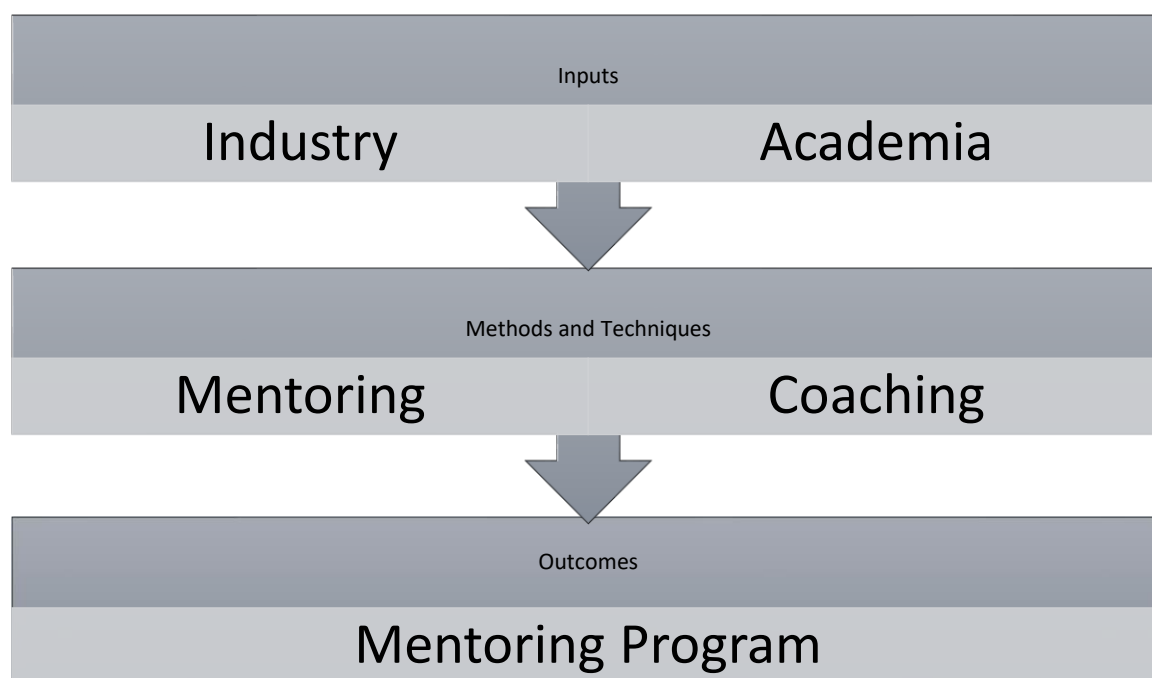 Inputs
Industry Academia
Methods and Techniques
Mentoring Coaching
Outcomes
Mentoring Program